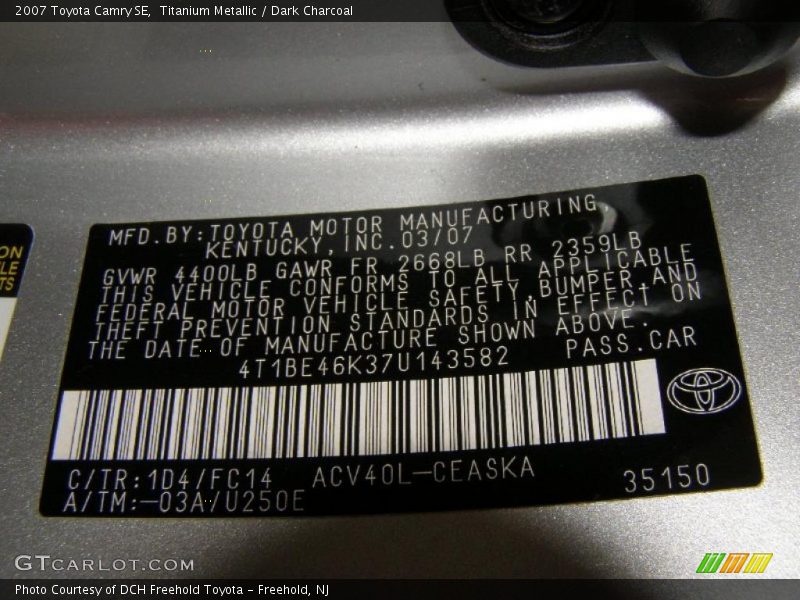 2007 Toyota Camry SE,  Titanium Metallic / Dark Charcoal
ON
LE
TS
MFD.BY:TOYOTA MOTOR MANUFACTURING
KENTUCKY,INC.03/07
GVWR 4400LB GAWR FR 2668LB RR 2359LB
THIS VEHICLE CONFORMS TO ALL APPLICABLE
FEDERAL MOTOR VEHICLE SAFETY,BUMPER,AND
THEFT PREVENTION STANDARDS IN EFFECT ON
THE DATE OF MANUFACTURE SHOWN ABOVE.
4T1BE46K37U143582 PASS.CAR
C/TR:1D4/FC14 ACV40L-CEASKA 35150
A/TM:-03A/U250E
GTCARLOT.COM
Photo Courtesy of DCH Freehold Toyota - Freehold, NJ